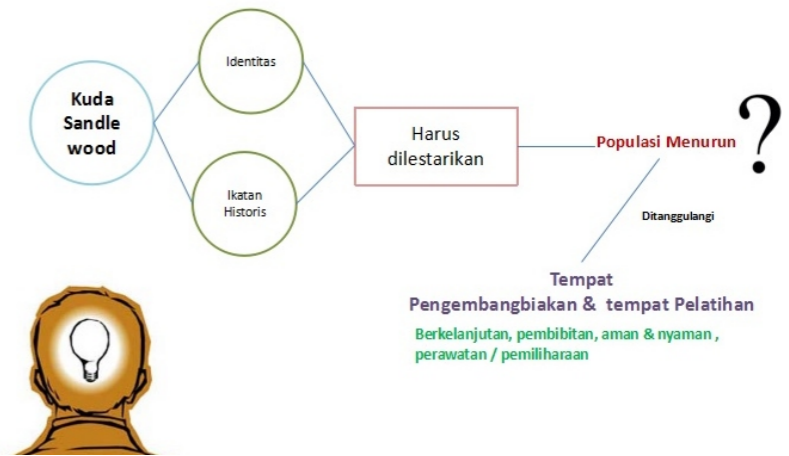 Identitas
Kuda
Sandle
wood
Harus
dilestarikan
Populasi Menurun
?
Ikatan
Historis
Ditanggulangi
Tempat
Pengembangbiakan & tempat Pelatihan
Berkelanjutan, pembibitan, aman & nyaman ,
perawatan / pemiliharaan